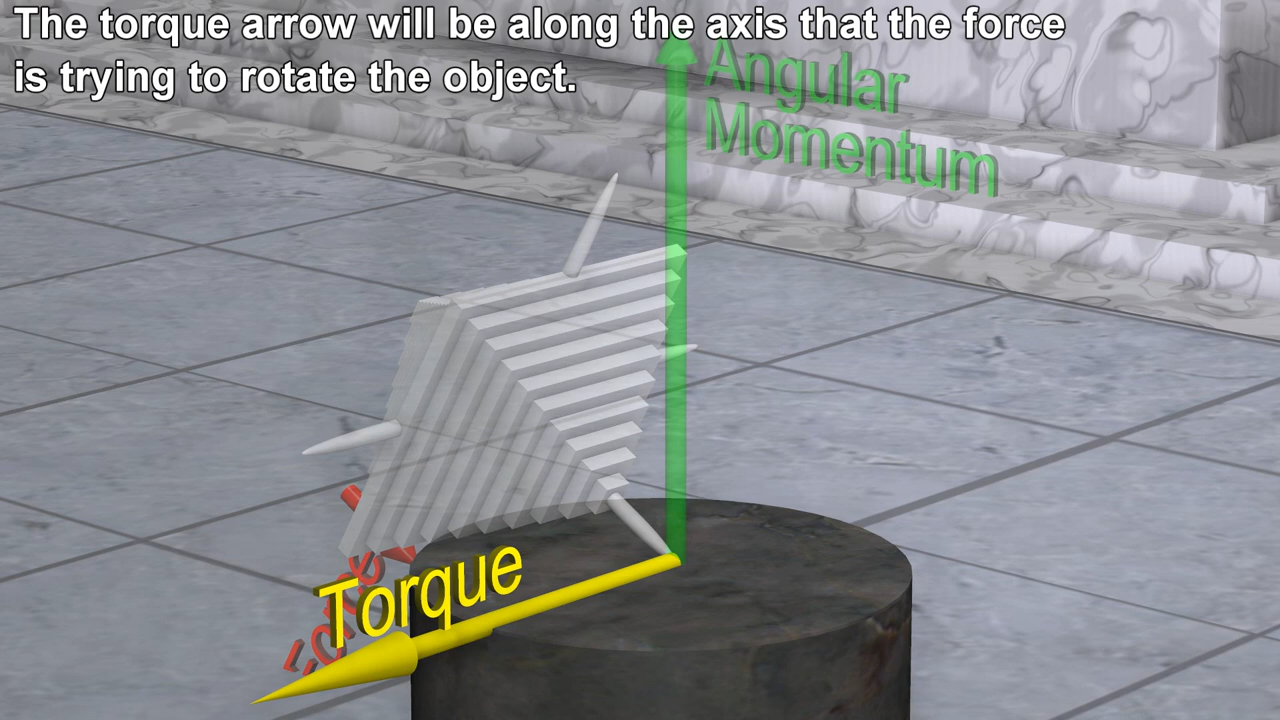 The torque arrow will be along the axis that the force
is trying to rotate the object.
Angular
Momentum
Torque
Force